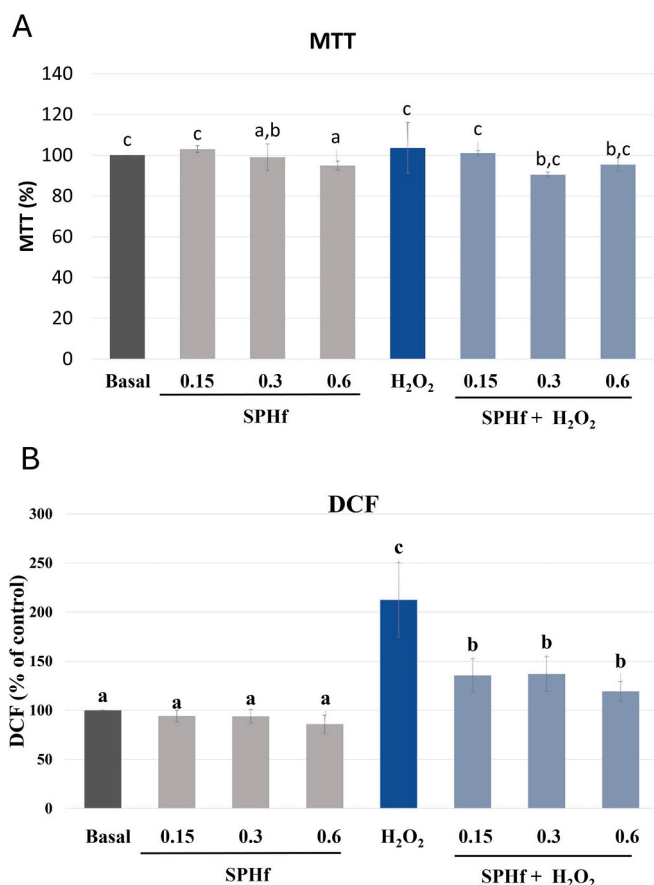 A
MTT
MTT (%)
140
120
100
80
60
40
20
0
c
c
a,b
a
c
c
b,c
b,c
Basal
0.15
0.3
0.6
H₂O₂
0.15
0.3
0.6
SPHf
SPHf + H₂O₂
B
DCF
DCF (% of control)
300
250
200
150
100
50
0
a
a
a
a
c
b
b
b
Basal
0.15
0.3
0.6
H₂O₂
0.15
0.3
0.6
SPHf
SPHf + H₂O₂